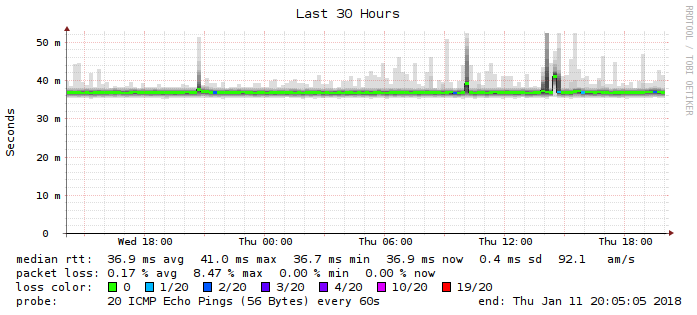 Last 30 Hours
RRDTOOL / TOBI OETIKER
Seconds
50 m
40 m
30 m
20 m
10 m
0
Wed 18:00 Thu 00:00 Thu 06:00 Thu 12:00 Thu 18:00
median rtt: 36.9 ms avg 41.0 ms max 36.7 ms min 36.9 ms now 0.4 ms sd 92.1 am/s
packet loss: 0.17 % avg 8.47 % max 0.00 % min 0.00 % now
loss color: 0 1/20 2/20 3/20 4/20 10/20 19/20
probe: 20 ICMP Echo Pings (56 Bytes) every 60s end: Thu Jan 11 20:05:05 2018